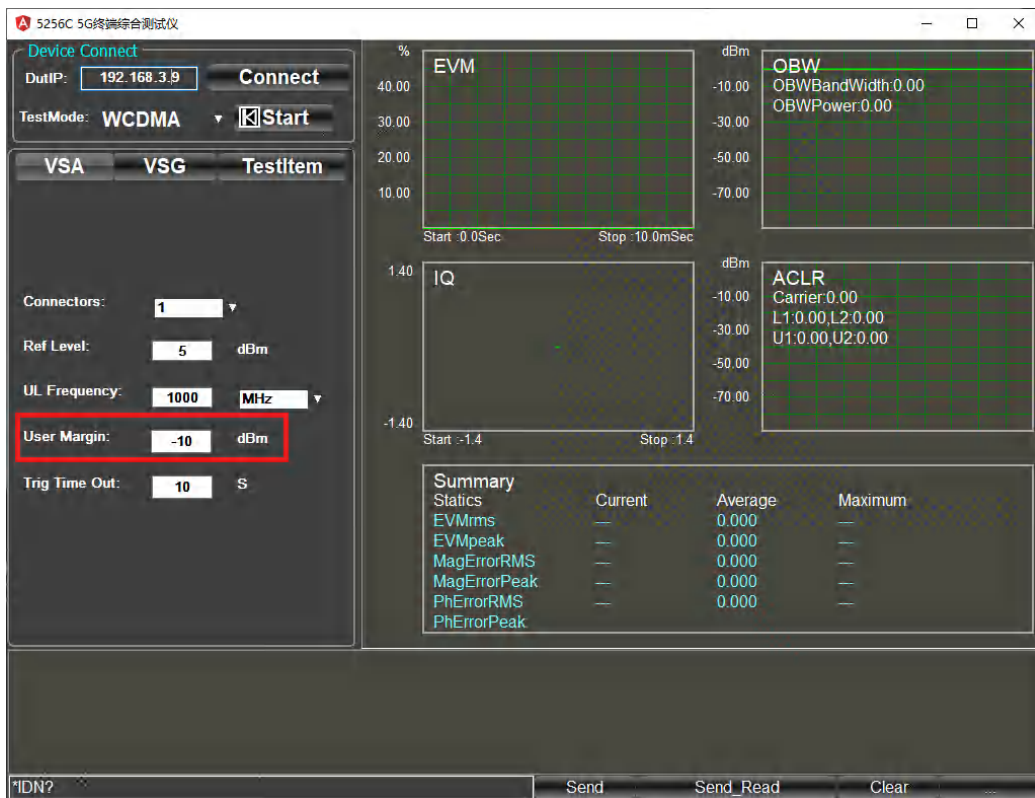 5256C 5G终端综合测试仪
Device Connect
DutIP: 192.168.3.9 Connect
TestMode: WCDMA Start
VSA VSG TestItem
Connectors: 1
Ref Level: 5 dBm
UL Frequency: 1000 MHz
User Margin: -10 dBm
Trig Time Out: 10 S
%
EVM
40.00
30.00
20.00
10.00
Start :0.0Sec Stop :10.0mSec
dBm
OBW
OBWBandWidth:0.00
OBWPower:0.00
-10.00
-30.00
-50.00
-70.00
1.40
IQ
-1.40
Start :-1.4 Stop :1.4
dBm
ACLR
Carrier:0.00
L1:0.00,L2:0.00
U1:0.00,U2:0.00
-10.00
-30.00
-50.00
-70.00
Summary
Statics Current Average Maximum
EVMrms — 0.000 —
EVMpeak — 0.000 —
MagErrorRMS — 0.000 —
MagErrorPeak — 0.000 —
PhErrorRMS — 0.000 —
PhErrorPeak
*IDN? Send Send_Read Clear ...